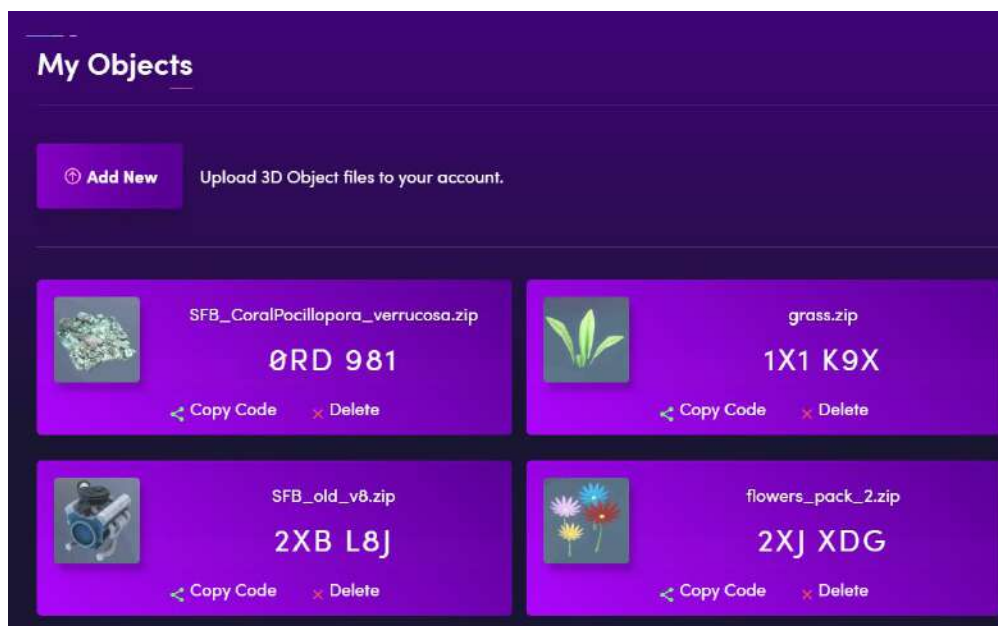 My Objects
Add New
Upload 3D Object files to your account.
SFB_CoralPocillopora_verrucosa.zip
0RD 981
Copy Code
Delete
grass.zip
1X1 K9X
Copy Code
Delete
SFB_old_v8.zip
2XB L8J
Copy Code
Delete
flowers_pack_2.zip
2XJ XDG
Copy Code
Delete